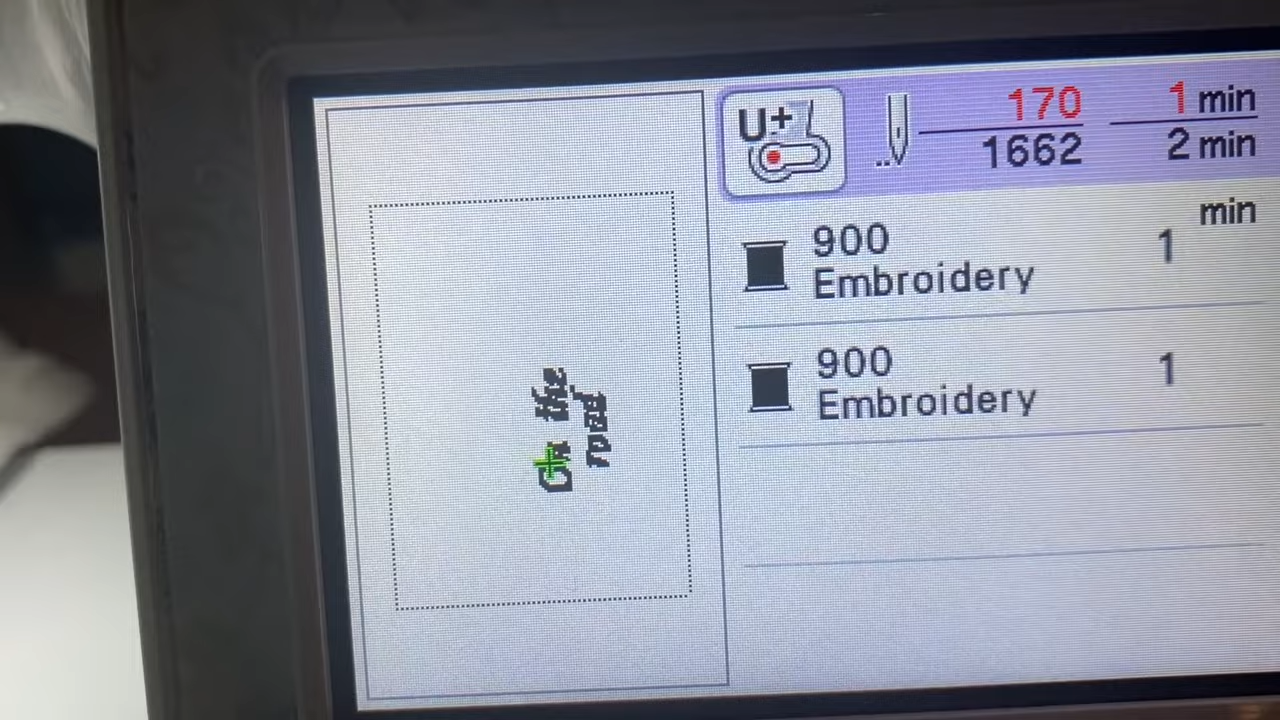 U+
170 1 min
1662 2 min
min
900 1
Embroidery
900 1
Embroidery